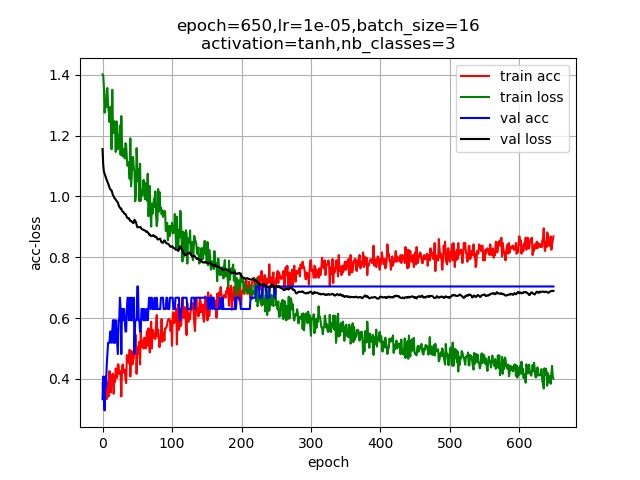 epoch=650,lr=1e-05,batch_size=16
activation=tanh,nb_classes=3
train acc
train loss
val acc
val loss
acc-loss
1.4
1.2
1.0
0.8
0.6
0.4
0 100 200 300 400 500 600
epoch